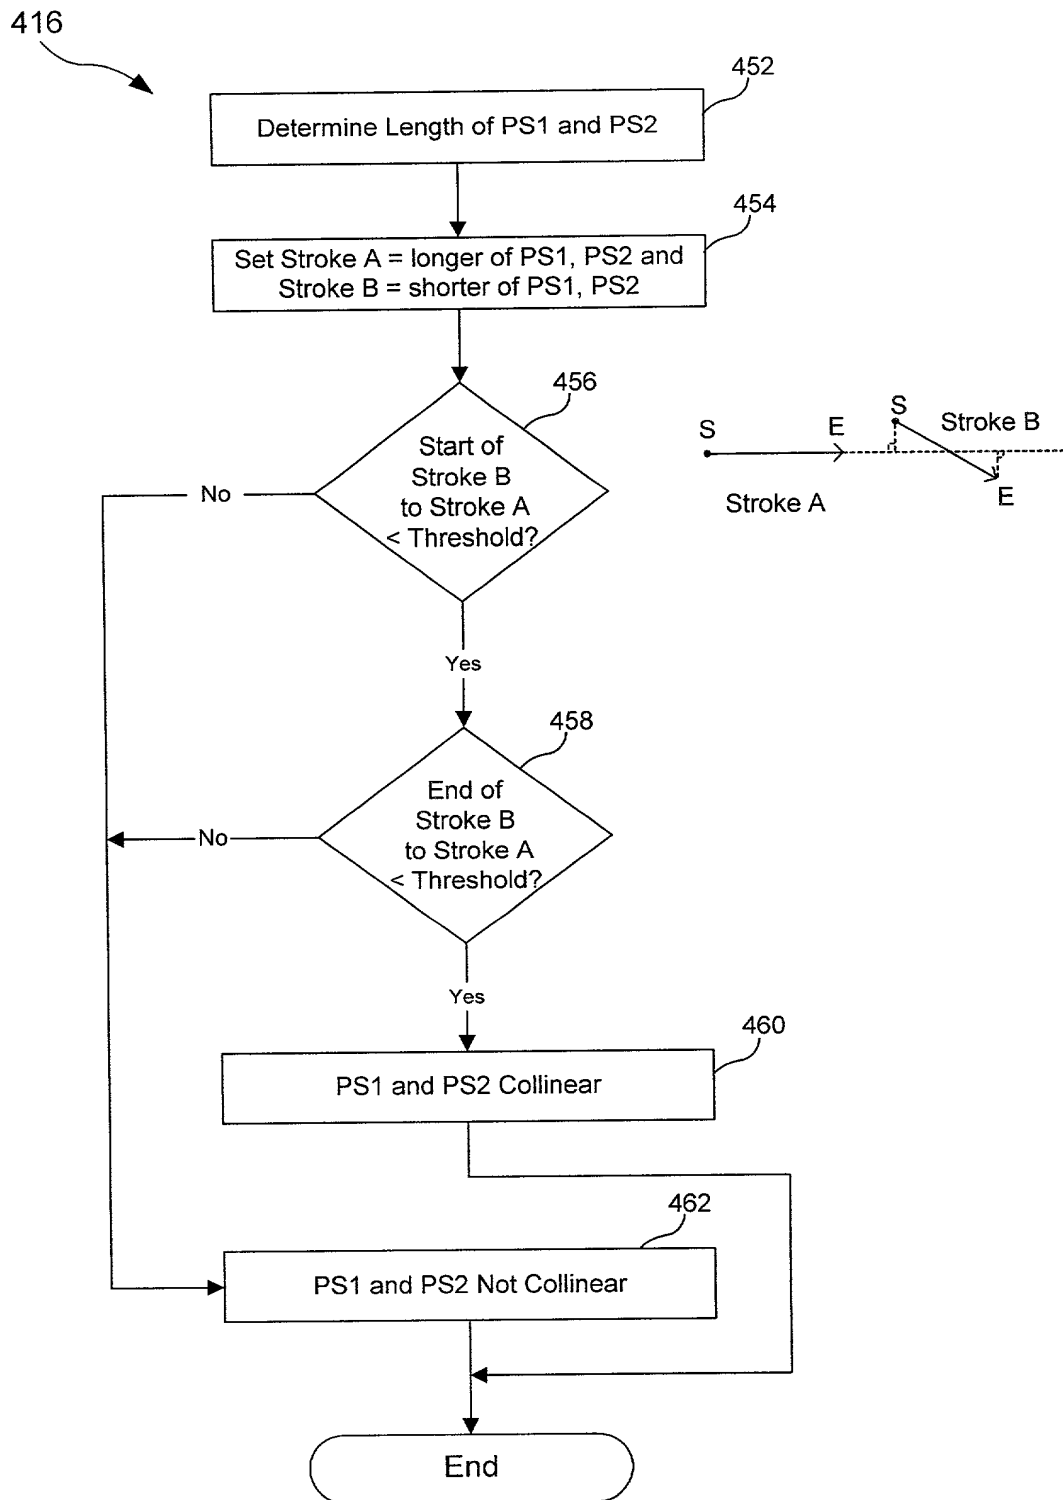 416
452
Determine Length of PS1 and PS2
454
Set Stroke A = longer of PS1, PS2 and
Stroke B = shorter of PS1, PS2
456
Start of
Stroke B
to Stroke A
< Threshold?
No
S
E
S
Stroke B
Stroke A
E
Yes
458
End of
Stroke B
to Stroke A
< Threshold?
No
Yes
460
PS1 and PS2 Collinear
462
PS1 and PS2 Not Collinear
End